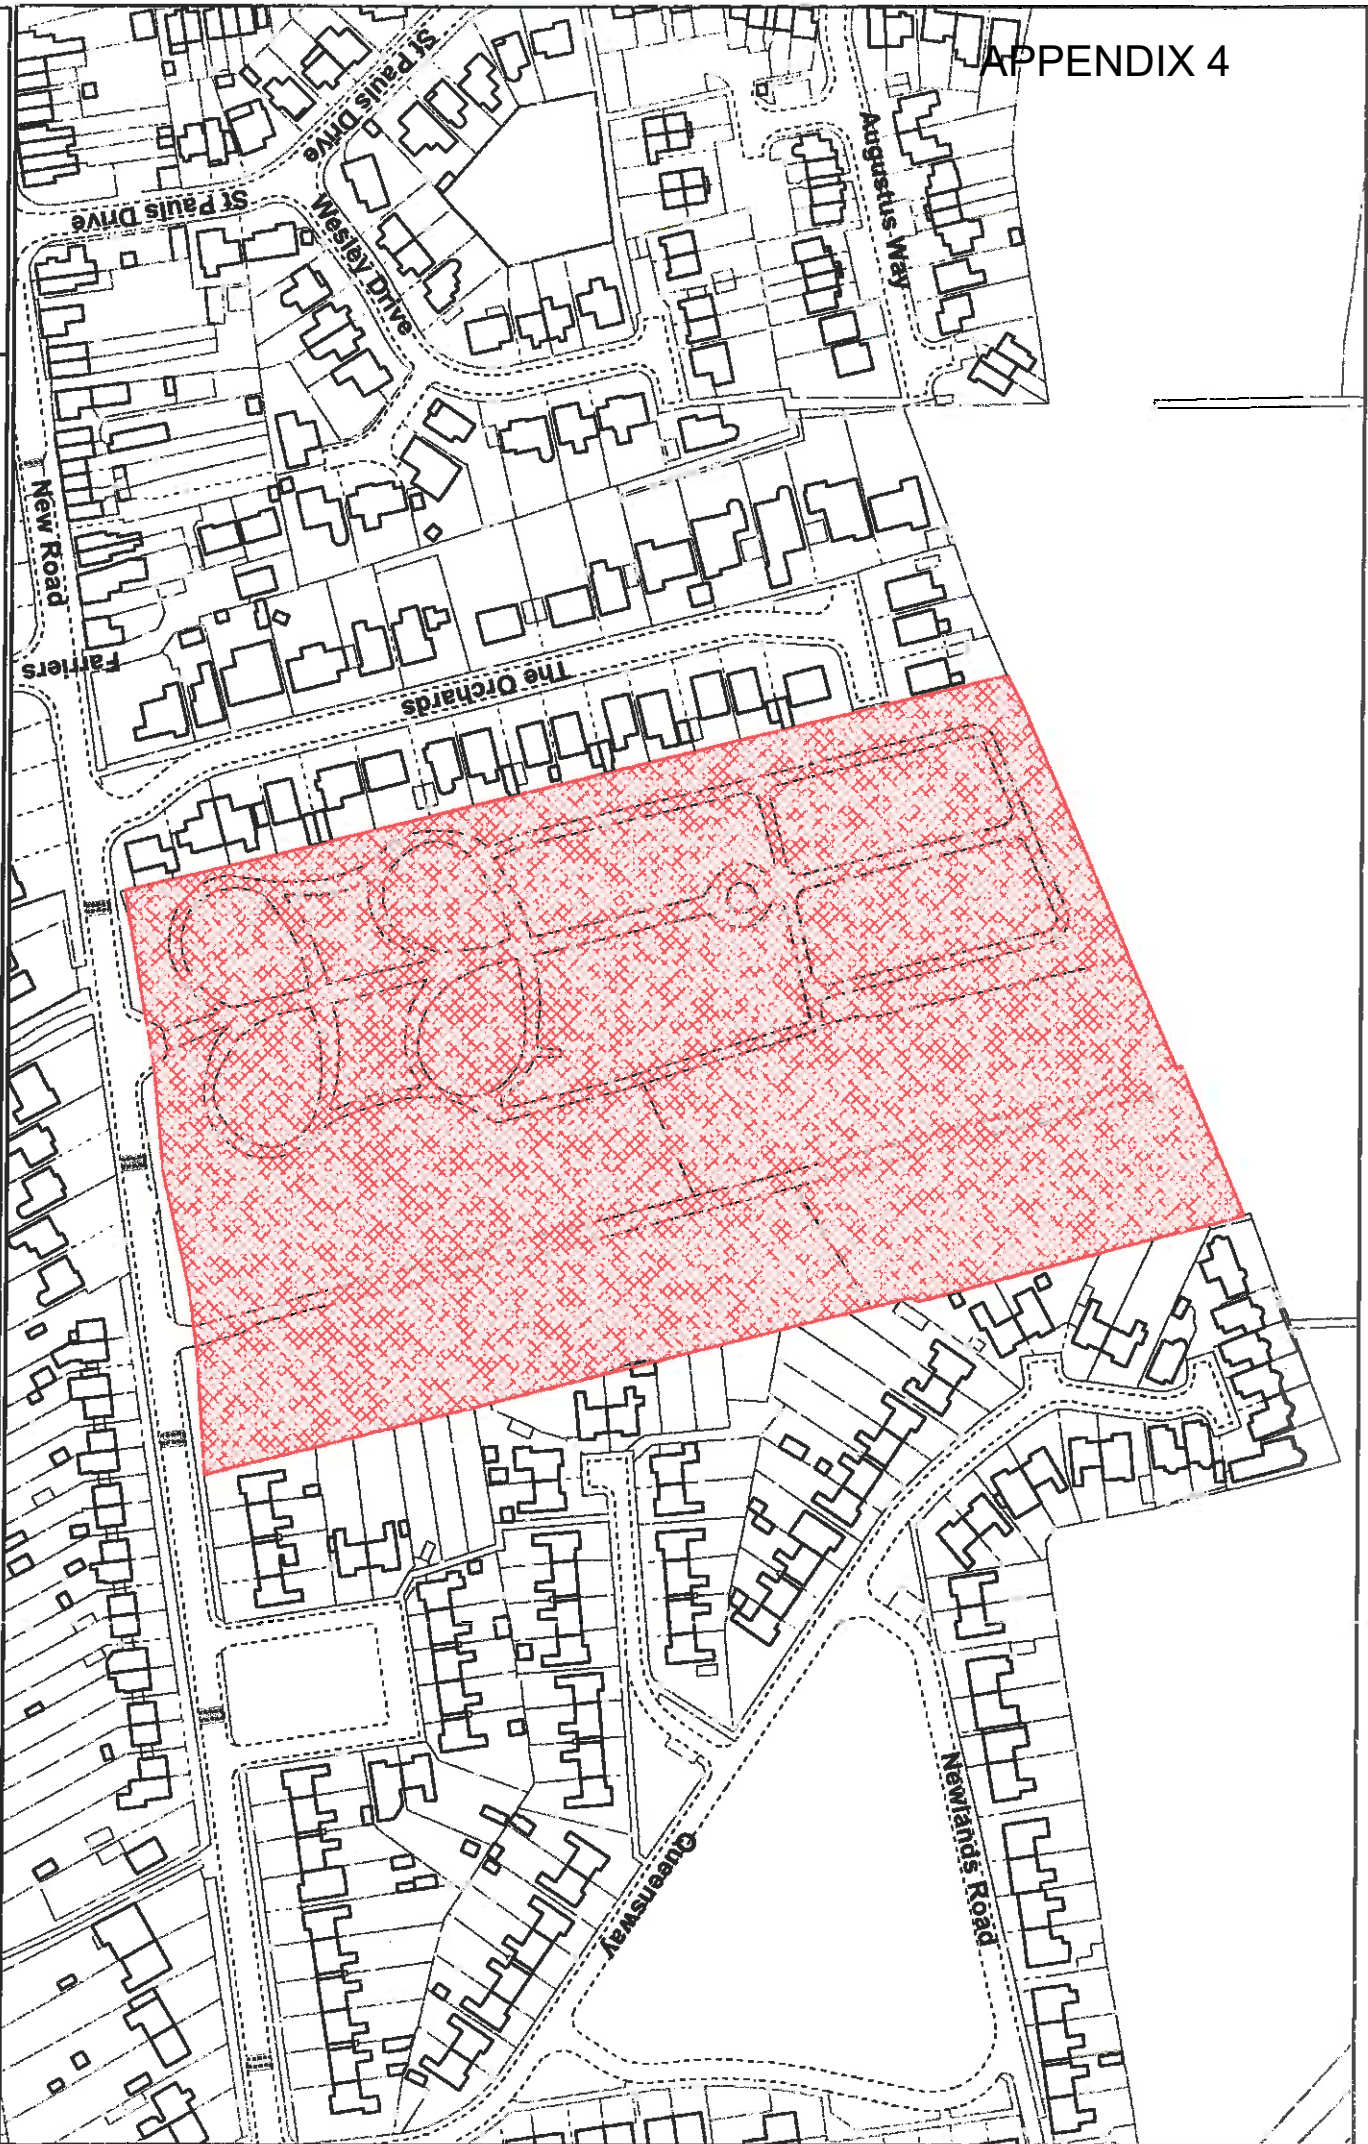 APPENDIX 4
St Pauls Drive
St Pauls Drive
Wesley Drive
Augustus Way
New Road
Farriers
The Orchards
Queensway
Newlands Road